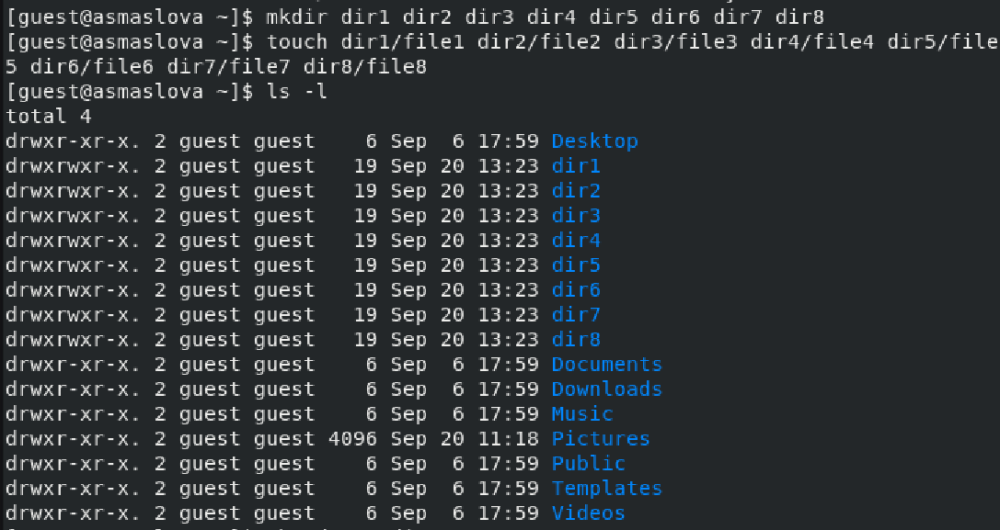 [guest@asmaslova ~]$ mkdir dir1 dir2 dir3 dir4 dir5 dir6 dir7 dir8
[guest@asmaslova ~]$ touch dir1/file1 dir2/file2 dir3/file3 dir4/file4 dir5/file
5 dir6/file6 dir7/file7 dir8/file8
[guest@asmaslova ~]$ ls -l
total 4
drwxr-xr-x. 2 guest guest    6 Sep  6 17:59 Desktop
drwxrwxr-x. 2 guest guest   19 Sep 20 13:23 dir1
drwxrwxr-x. 2 guest guest   19 Sep 20 13:23 dir2
drwxrwxr-x. 2 guest guest   19 Sep 20 13:23 dir3
drwxrwxr-x. 2 guest guest   19 Sep 20 13:23 dir4
drwxrwxr-x. 2 guest guest   19 Sep 20 13:23 dir5
drwxrwxr-x. 2 guest guest   19 Sep 20 13:23 dir6
drwxrwxr-x. 2 guest guest   19 Sep 20 13:23 dir7
drwxrwxr-x. 2 guest guest   19 Sep 20 13:23 dir8
drwxr-xr-x. 2 guest guest    6 Sep  6 17:59 Documents
drwxr-xr-x. 2 guest guest    6 Sep  6 17:59 Downloads
drwxr-xr-x. 2 guest guest    6 Sep  6 17:59 Music
drwxr-xr-x. 2 guest guest 4096 Sep 20 11:18 Pictures
drwxr-xr-x. 2 guest guest    6 Sep  6 17:59 Public
drwxr-xr-x. 2 guest guest    6 Sep  6 17:59 Templates
drwxr-xr-x. 2 guest guest    6 Sep  6 17:59 Videos